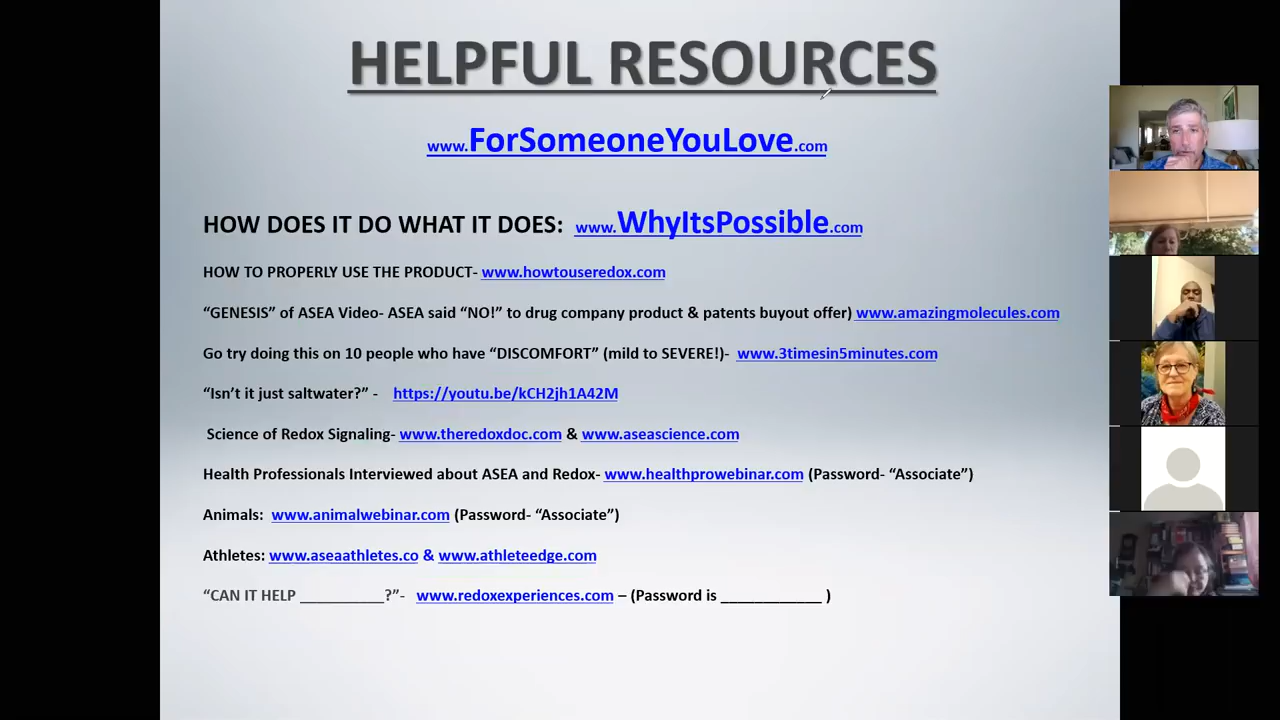 HELPFUL RESOURCES
www.ForSomeoneYouLove.com
HOW DOES IT DO WHAT IT DOES: www.WhyItsPossible.com
HOW TO PROPERLY USE THE PRODUCT- www.howtouseredox.com
“GENESIS” of ASEA Video- ASEA said “NO!” to drug company product & patents buyout offer) www.amazingmolecules.com
Go try doing this on 10 people who have “DISCOMFORT” (mild to SEVERE!)- www.3timesin5minutes.com
“Isn’t it just saltwater?” - https://youtu.be/kCH2jh1A42M
Science of Redox Signaling- www.theredoxdoc.com & www.aseascience.com
Health Professionals Interviewed about ASEA and Redox- www.healthprowebinar.com (Password- “Associate”)
Animals: www.animalwebinar.com (Password- “Associate”)
Athletes: www.aseaathletes.co & www.athleteedge.com
“CAN IT HELP __________?”- www.redoxexperiences.com – (Password is ____________ )